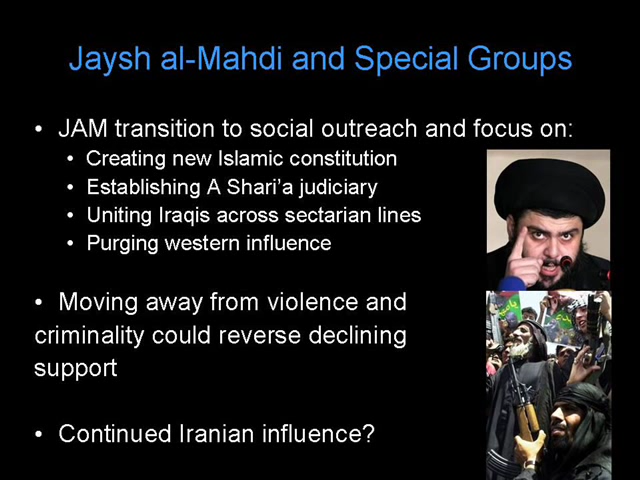 Jaysh al-Mahdi and Special Groups
• JAM transition to social outreach and focus on:
• Creating new Islamic constitution
• Establishing A Shari'a judiciary
• Uniting Iraqis across sectarian lines
• Purging western influence
• Moving away from violence and
criminality could reverse declining
support
• Continued Iranian influence?